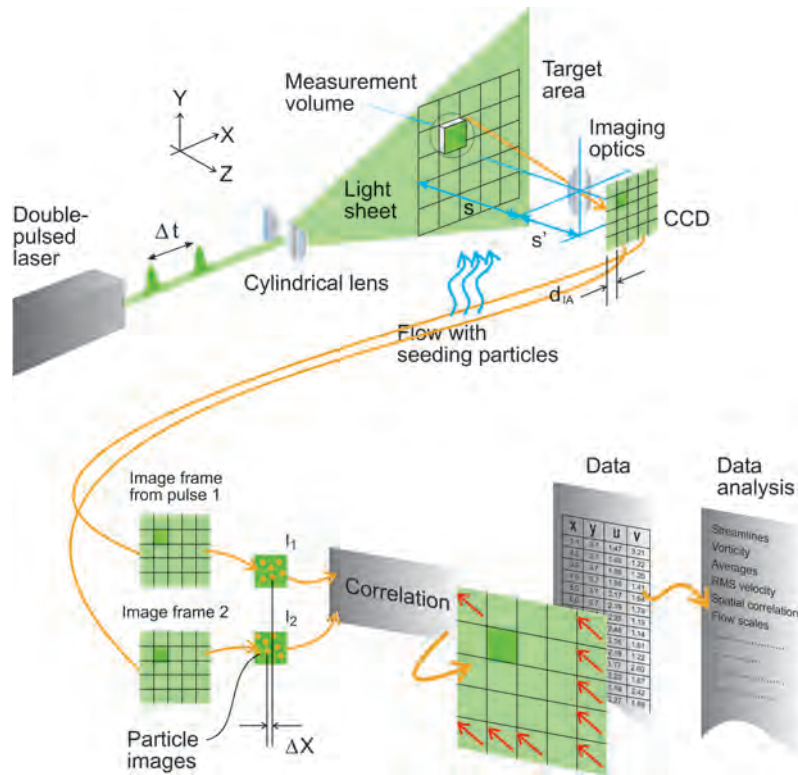 Y
X
Z
Measurement
volume
Target
area
Imaging
optics
Double-
pulsed
laser
Δt
Light
sheet
s
s'
CCD
Cylindrical lens
d_IA
Flow with
seeding particles
Image frame
from pulse 1
Image frame 2
I₁
I₂
Correlation
Particle
images
ΔX
Data
x y u v
Data
analysis
Streamlines
Vorticity
Averages
RMS velocity
Spatial correlation
Flow scales